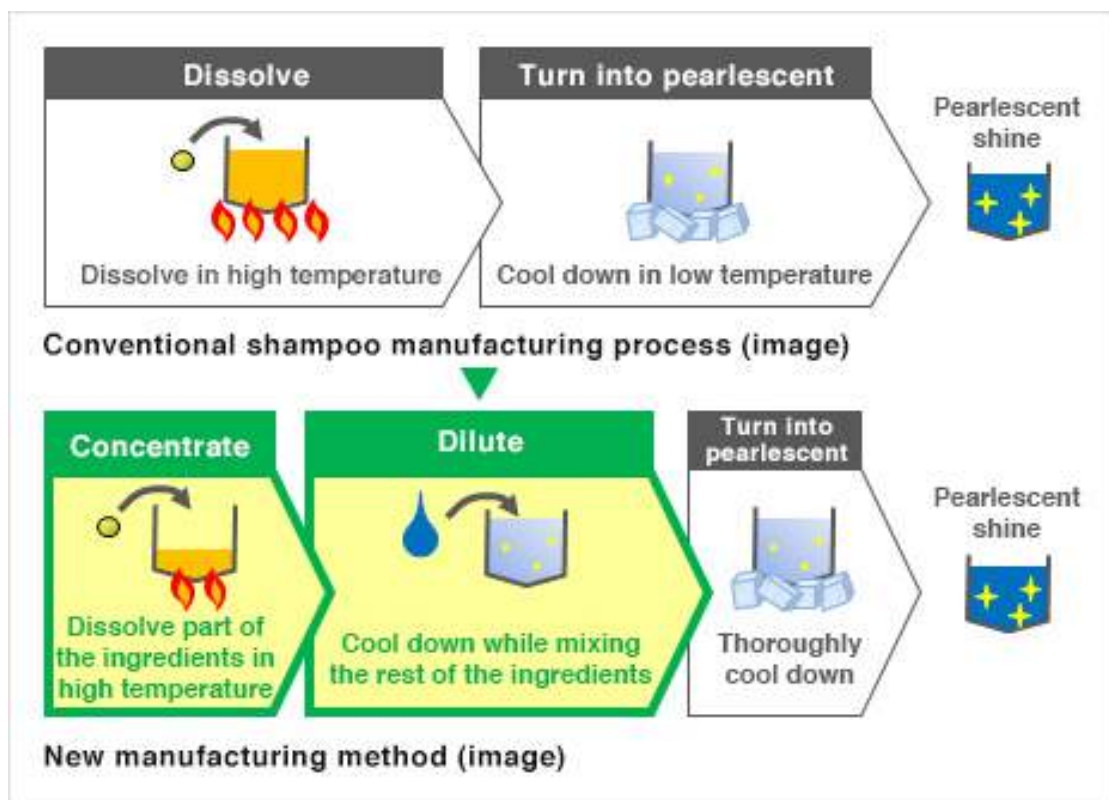 Dissolve
Turn into pearlescent
Pearlescent
shine
Dissolve in high temperature
Cool down in low temperature
Conventional shampoo manufacturing process (image)
Concentrate
Dilute
Turn into
pearlescent
Pearlescent
shine
Dissolve part of
the ingredients in
high temperature
Cool down while mixing
the rest of the ingredients
Thoroughly
cool down
New manufacturing method (image)